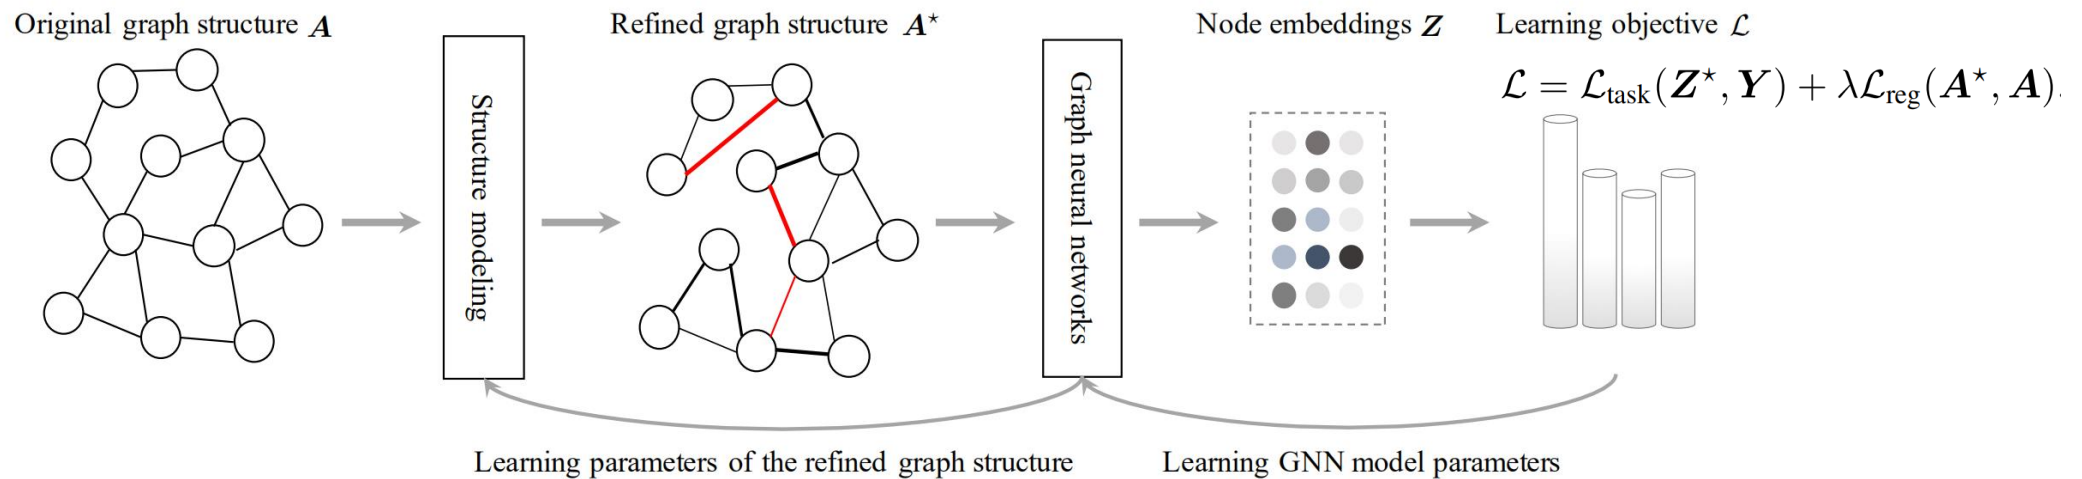 Original graph structure A
Refined graph structure A⋆
Node embeddings Z
Learning objective ℒ
ℒ = ℒtask(Z⋆, Y) + λℒreg(A⋆, A).
Structure modeling
Graph neural networks
Learning parameters of the refined graph structure
Learning GNN model parameters